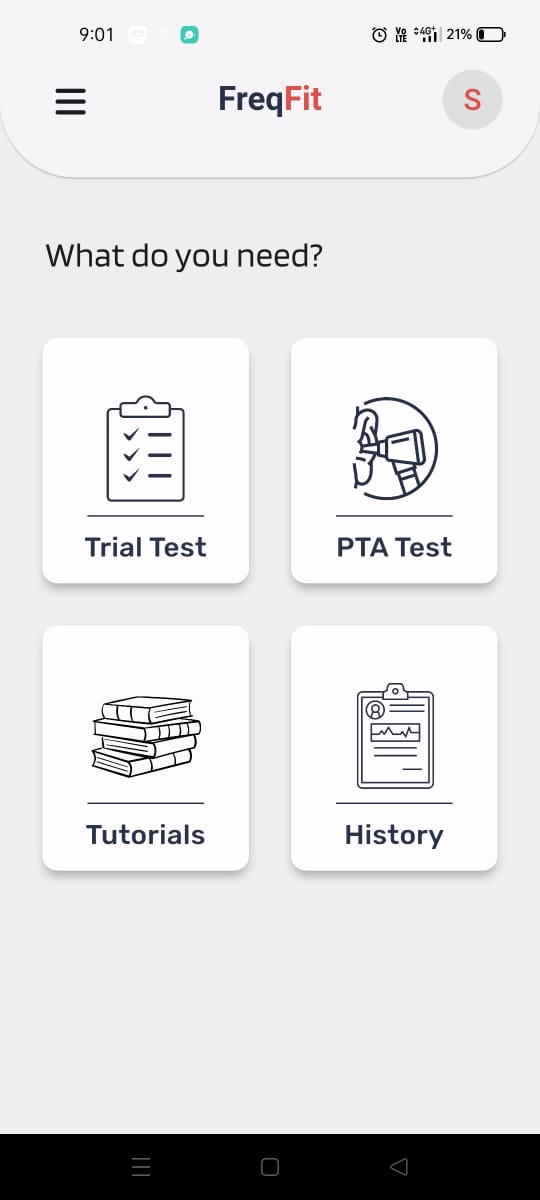 9:01
Vo LTE 4G+ 21%
FreqFit
S
What do you need?
Trial Test
PTA Test
Tutorials
History